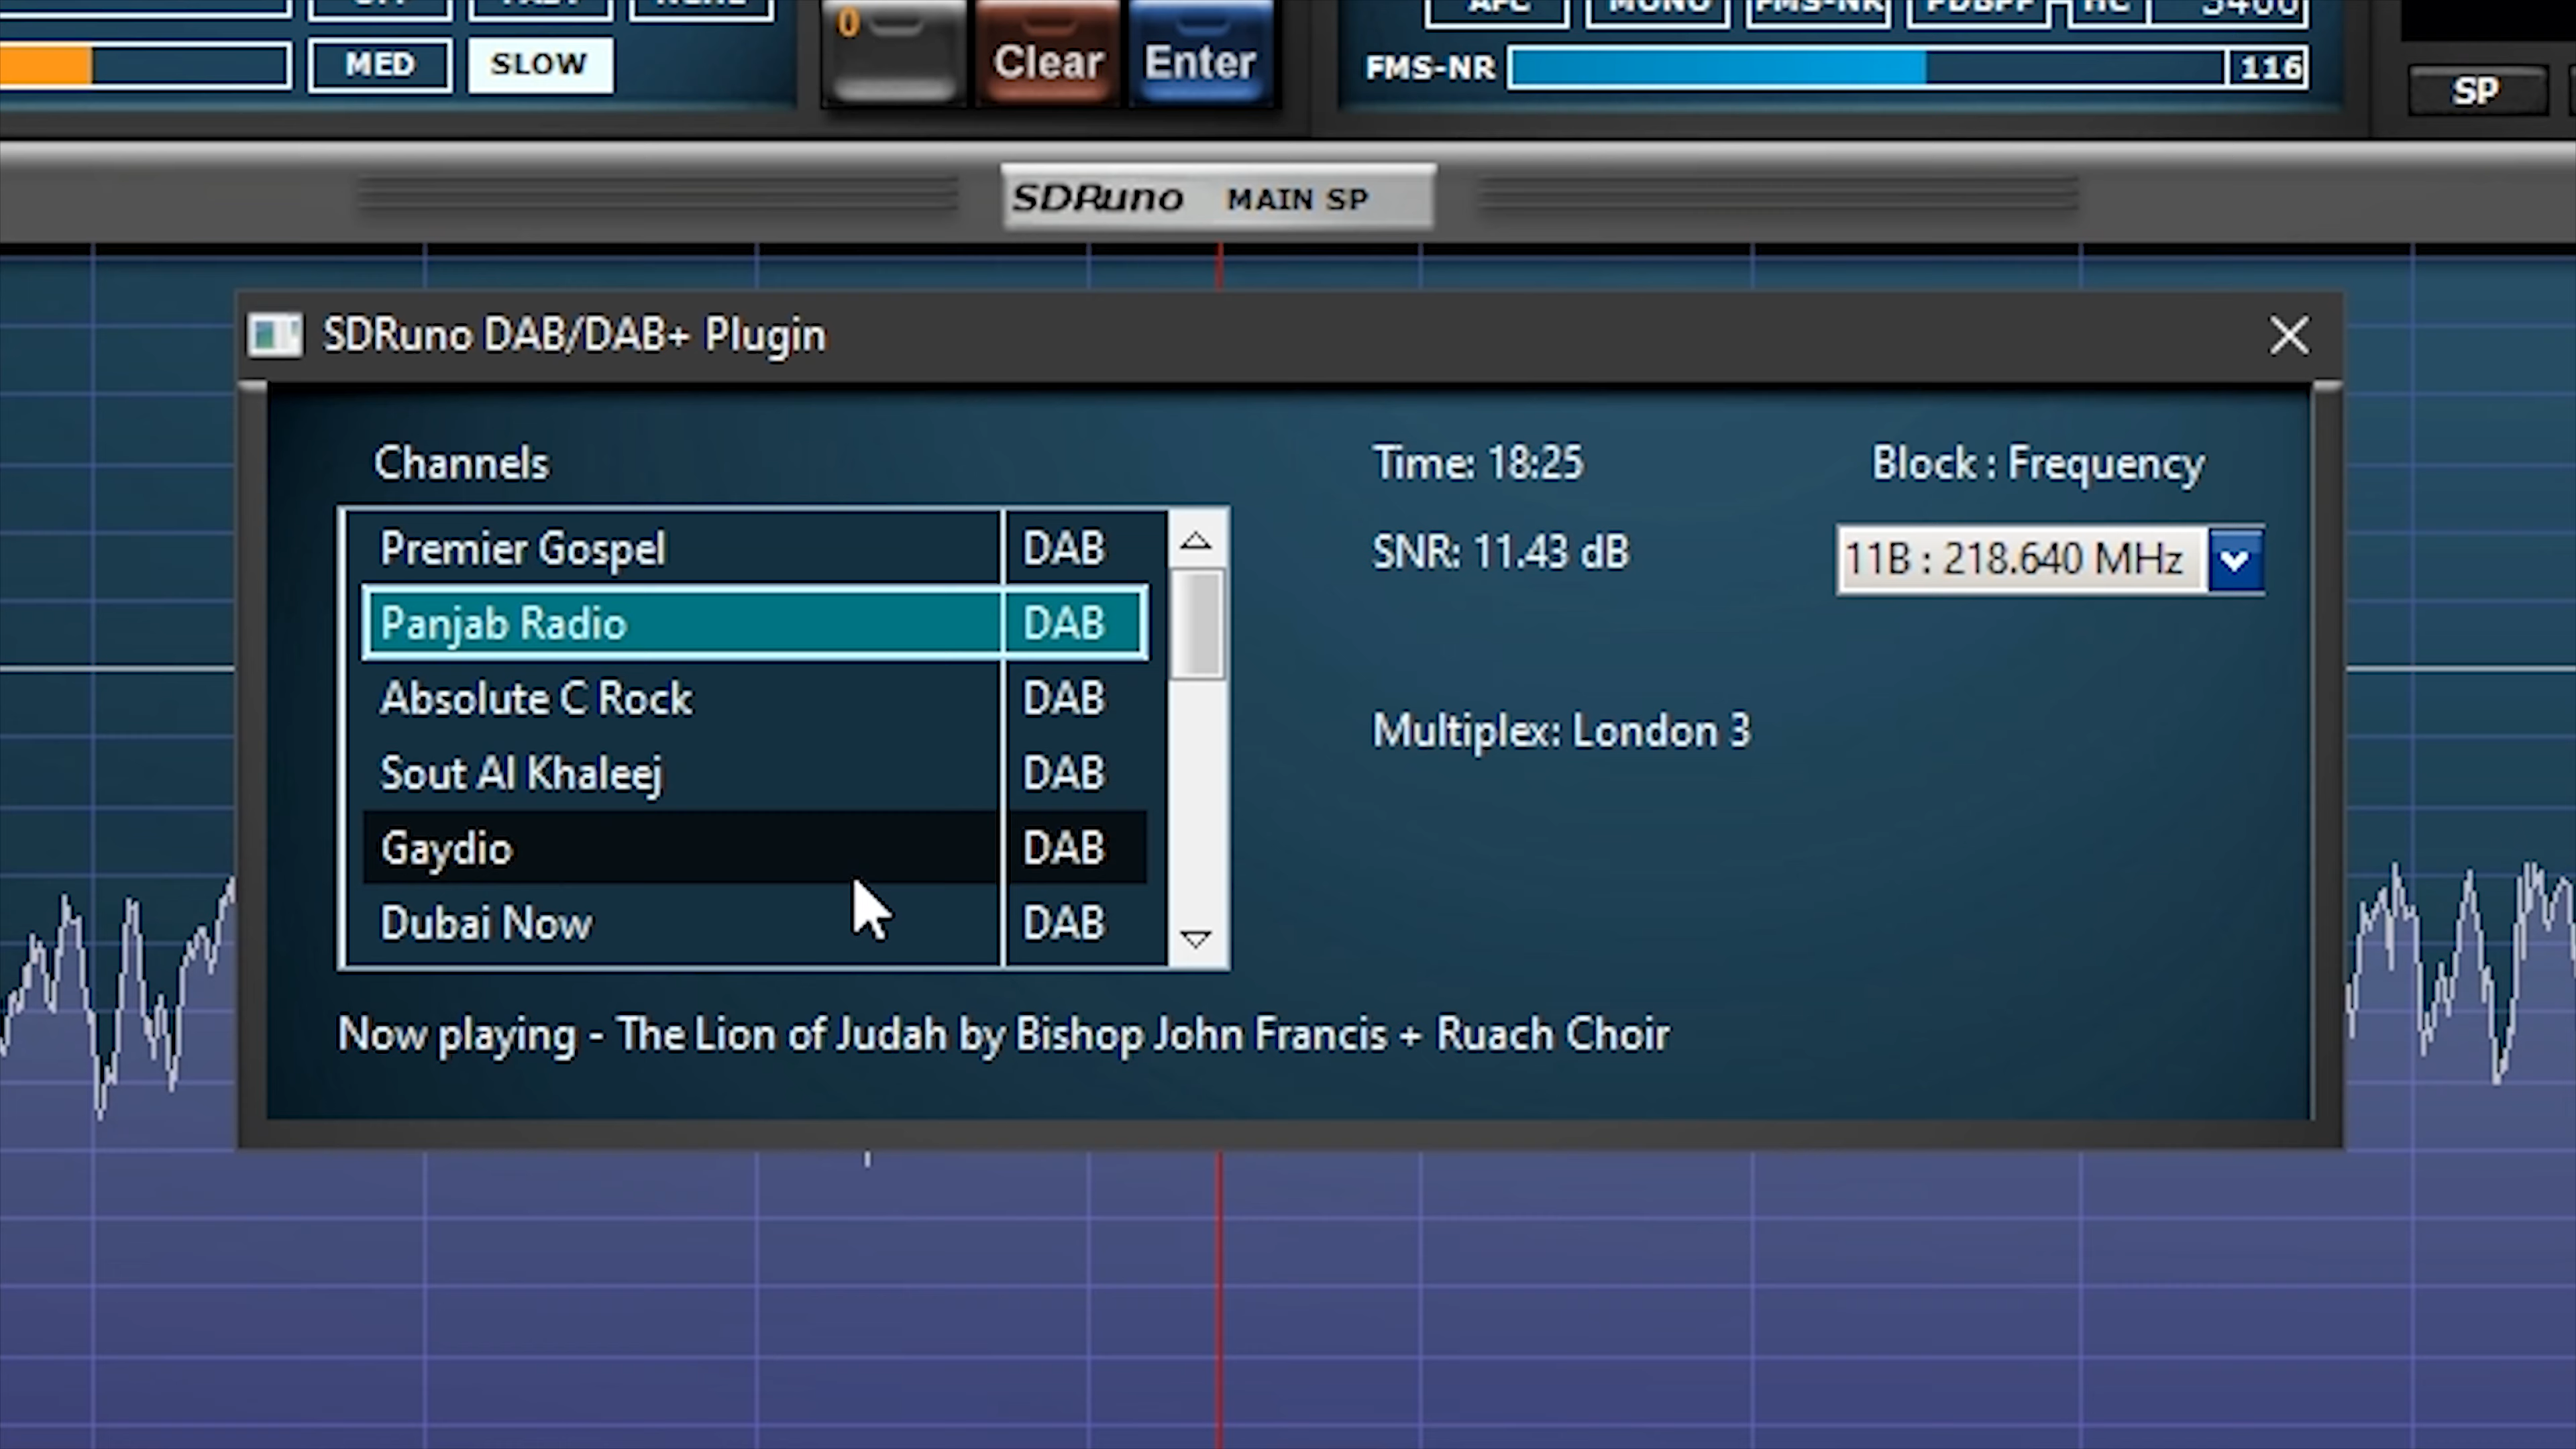 MED SLOW
0 Clear Enter
MONO FMS-NR
FMS-NR 116
SP
SDRuno MAIN SP
SDRuno DAB/DAB+ Plugin
Channels
Premier Gospel DAB
Panjab Radio DAB
Absolute C Rock DAB
Sout Al Khaleej DAB
Gaydio DAB
Dubai Now DAB
Time: 18:25
SNR: 11.43 dB
Multiplex: London 3
Block : Frequency
11B : 218.640 MHz
Now playing - The Lion of Judah by Bishop John Francis + Ruach Choir